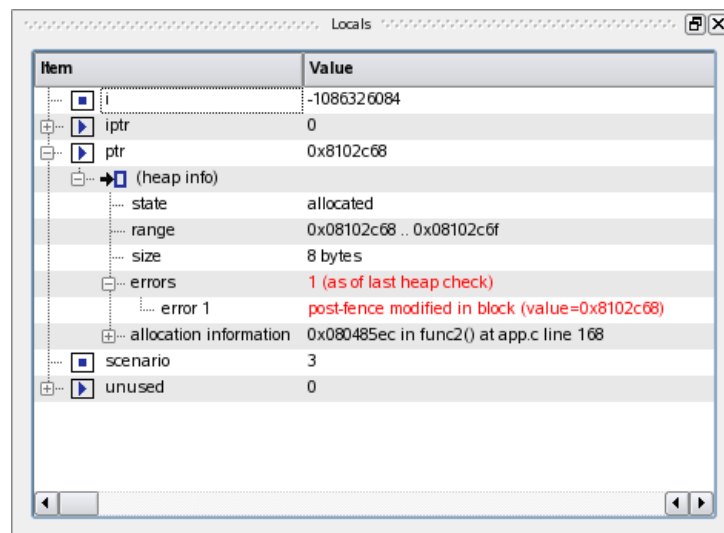 Locals
Item Value
i -1086326084
iptr 0
ptr 0x8102c68
(heap info)
state allocated
range 0x08102c68 .. 0x08102c6f
size 8 bytes
errors 1 (as of last heap check)
error 1 post-fence modified in block (value=0x8102c68)
allocation information 0x080485ec in func2() at app.c line 168
scenario 3
unused 0